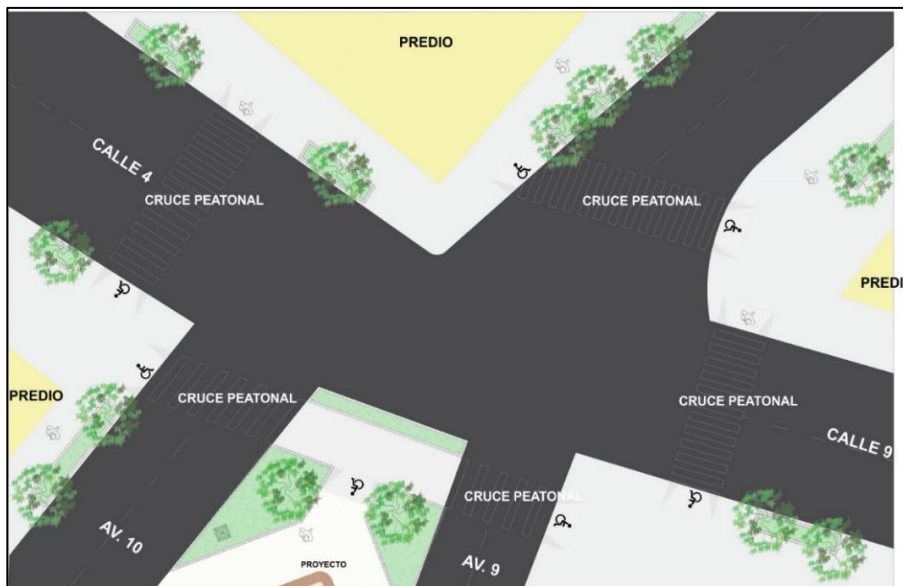 PREDIO
CALLE 4
CRUCE PEATONAL
CRUCE PEATONAL
PREDI
PREDIO
CRUCE PEATONAL
CRUCE PEATONAL
CALLE 9
CRUCE PEATONAL
AV. 10
AV. 9
PROYECTO